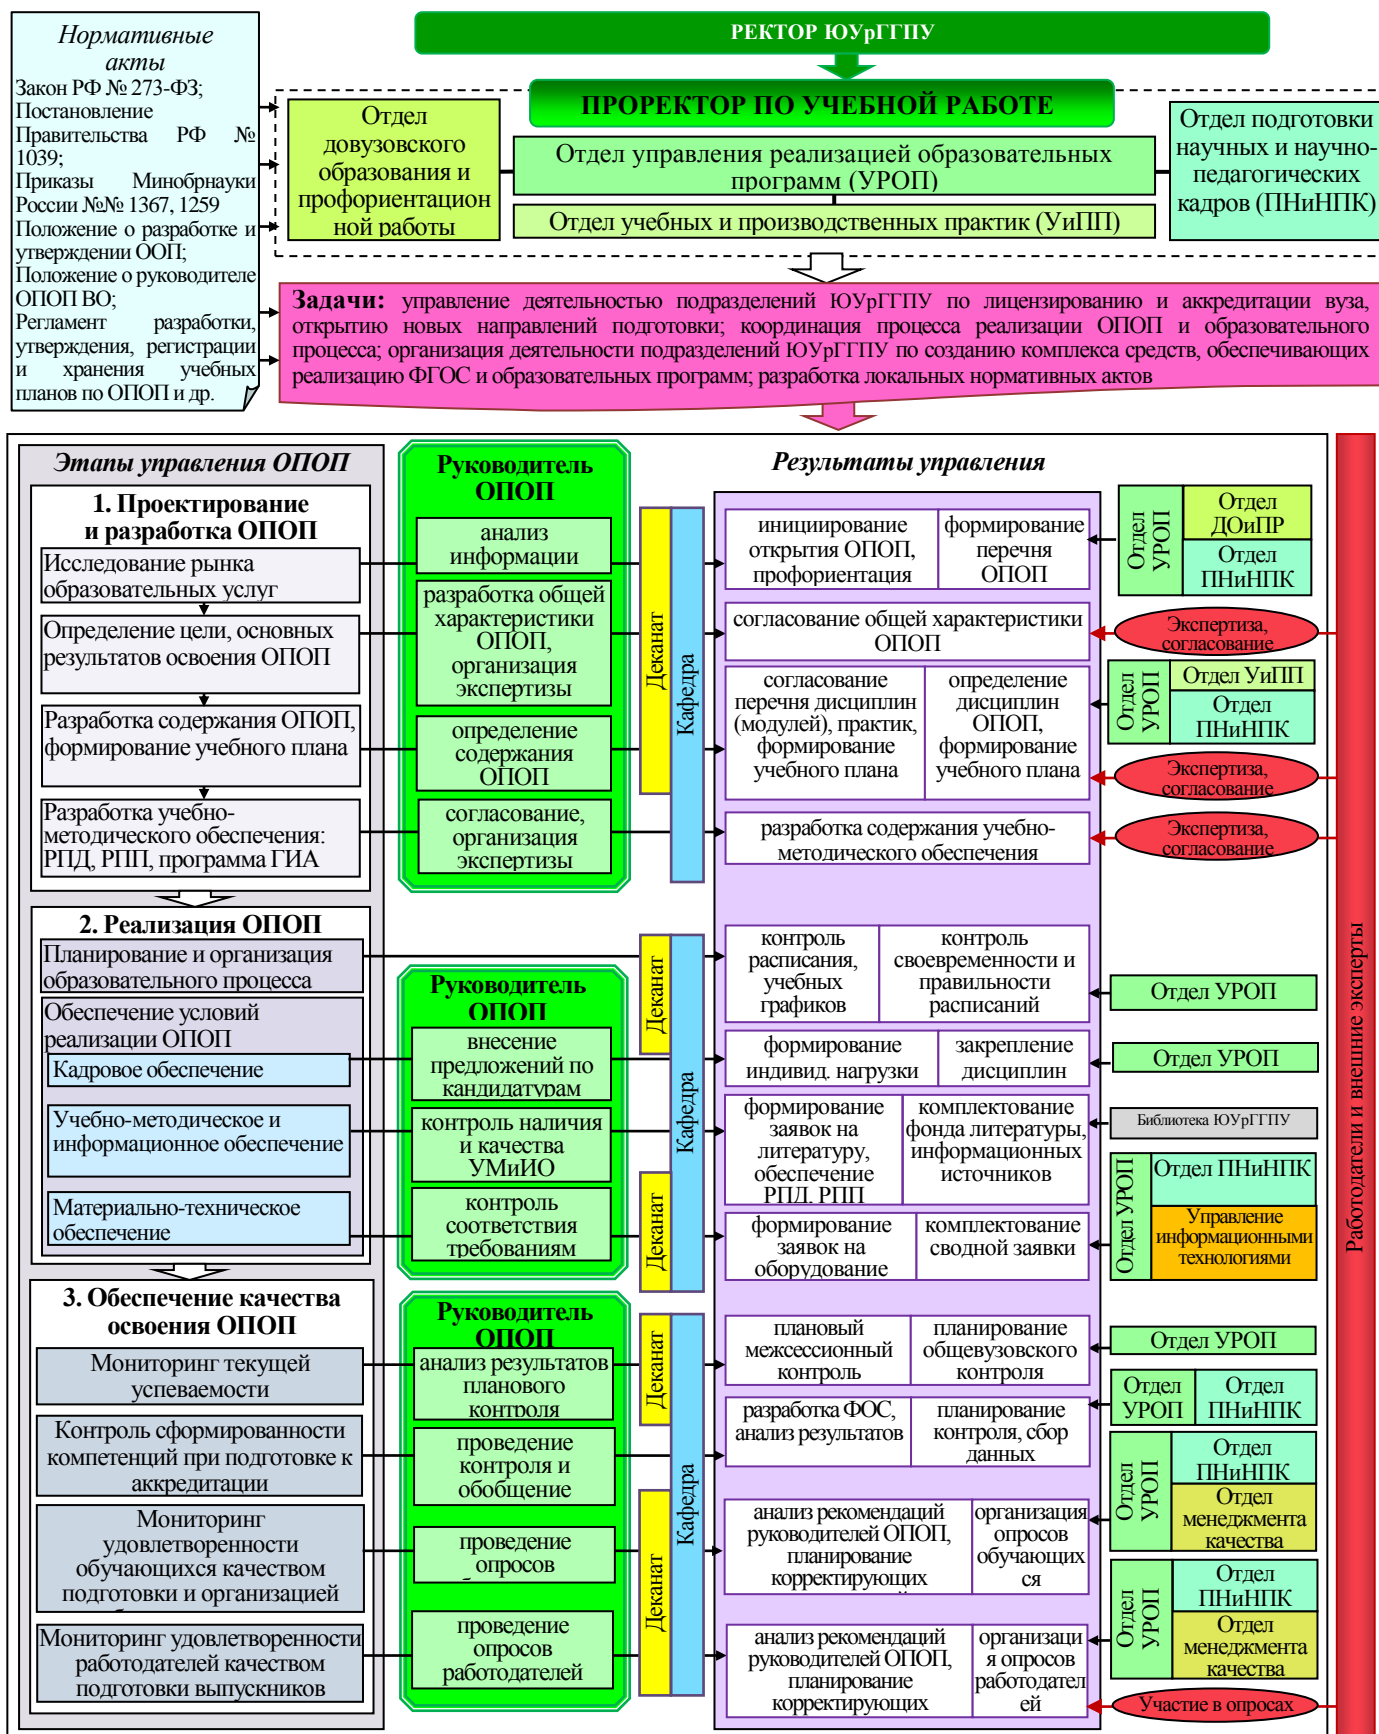 Нормативные
акты
Закон РФ № 273-ФЗ;
Постановление
Правительства РФ №
1039;
Приказы Минобрнауки
России №№ 1367, 1259
Положение о разработке и
утверждении ООП;
Положение о руководителе
ОПОП ВО;
Регламент разработки,
утверждения, регистрации
и хранения учебных
планов по ОПОП и др.
РЕКТОР ЮУрГГПУ
ПРОРЕКТОР ПО УЧЕБНОЙ РАБОТЕ
Отдел
довузовского
образования и
профориентацион
ной работы
Отдел управления реализацией образовательных
программ (УРОП)
Отдел учебных и производственных практик (УиПП)
Отдел подготовки
научных и научно-
педагогических
кадров (ПНиНПК)
Задачи: управление деятельностью подразделений ЮУрГГПУ по лицензированию и аккредитации вуза,
открытию новых направлений подготовки; координация процесса реализации ОПОП и образовательного
процесса; организация деятельности подразделений ЮУрГГПУ по созданию комплекса средств, обеспечивающих
реализацию ФГОС и образовательных программ; разработка локальных нормативных актов
Этапы управления ОПОП
1. Проектирование
и разработка ОПОП
Исследование рынка
образовательных услуг
Определение цели, основных
результатов освоения ОПОП
Разработка содержания ОПОП,
формирование учебного плана
Разработка учебно-
методического обеспечения:
РПД, РПП, программа ГИА
Руководитель
ОПОП
анализ
информации
разработка общей
характеристики
ОПОП,
организация
экспертизы
определение
содержания
ОПОП
согласование,
организация
экспертизы
Деканат
Кафедра
Результаты управления
инициирование
открытия ОПОП,
профориентация
формирование
перечня
ОПОП
согласование общей характеристики
ОПОП
согласование
перечня дисциплин
(модулей), практик,
формирование
учебного плана
определение
дисциплин
ОПОП,
формирование
учебного плана
разработка содержания учебно-
методического обеспечения
Отдел
УРОП
Отдел
ДОиПР
Отдел
ПНиНПК
Экспертиза,
согласование
Отдел
УРОП
Отдел УиПП
Отдел
ПНиНПК
Экспертиза,
согласование
Экспертиза,
согласование
Работодатели и внешние эксперты
2. Реализация ОПОП
Планирование и организация
образовательного процесса
Обеспечение условий
реализации ОПОП
Кадровое обеспечение
Учебно-методическое и
информационное обеспечение
Материально-техническое
обеспечение
Руководитель
ОПОП
внесение
предложений по
кандидатурам
контроль наличия
и качества
УМиИО
контроль
соответствия
требованиям
Деканат
Кафедра
Деканат
контроль
расписания,
учебных
графиков
контроль
своевременности и
правильности
расписаний
формирование
индивид. нагрузки
закрепление
дисциплин
формирование
заявок на
литературу,
обеспечение
РПД, РПП
комплектование
фонда литературы,
информационных
источников
формирование
заявок на
оборудование
комплектование
сводной заявки
Отдел УРОП
Отдел УРОП
Библиотека ЮУрГГПУ
Отдел УРОП
Отдел ПНиНПК
Управление
информационными
технологиями
3. Обеспечение качества
освоения ОПОП
Мониторинг текущей
успеваемости
Контроль сформированности
компетенций при подготовке к
аккредитации
Мониторинг
удовлетворенности
обучающихся качеством
подготовки и организацией
Мониторинг удовлетворенности
работодателей качеством
подготовки выпускников
Руководитель
ОПОП
анализ результатов
планового
контроля
проведение
контроля и
обобщение
проведение
опросов
проведение
опросов
работодателей
Деканат
Кафедра
Деканат
плановый
межсессионный
контроль
планирование
общевузовского
контроля
разработка ФОС,
анализ результатов
планирование
контроля, сбор
данных
анализ рекомендаций
руководителей ОПОП,
планирование
корректирующих
организация
опросов
обучающих
ся
анализ рекомендаций
руководителей ОПОП,
планирование
корректирующих
организаци
я опросов
работодател
ей
Отдел УРОП
Отдел
УРОП
Отдел
ПНиНПК
Отдел
УРОП
Отдел
ПНиНПК
Отдел
менеджмента
качества
Отдел
УРОП
Отдел
ПНиНПК
Отдел
менеджмента
качества
Участие в опросах